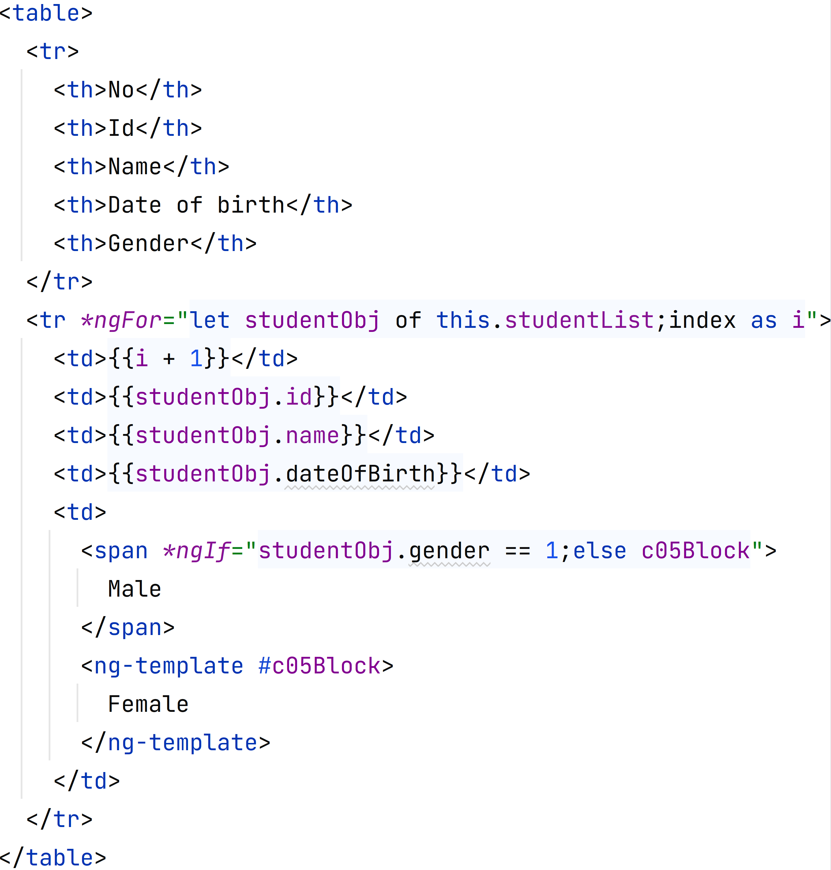 <table>
<tr>
<th>No</th>
<th>Id</th>
<th>Name</th>
<th>Date of birth</th>
<th>Gender</th>
</tr>
<tr *ngFor="let studentObj of this.studentList;index as i">
<td>{{i + 1}}</td>
<td>{{studentObj.id}}</td>
<td>{{studentObj.name}}</td>
<td>{{studentObj.dateOfBirth}}</td>
<td>
<span *ngIf="studentObj.gender == 1;else c05Block">
Male
</span>
<ng-template #c05Block>
Female
</ng-template>
</td>
</tr>
</table>